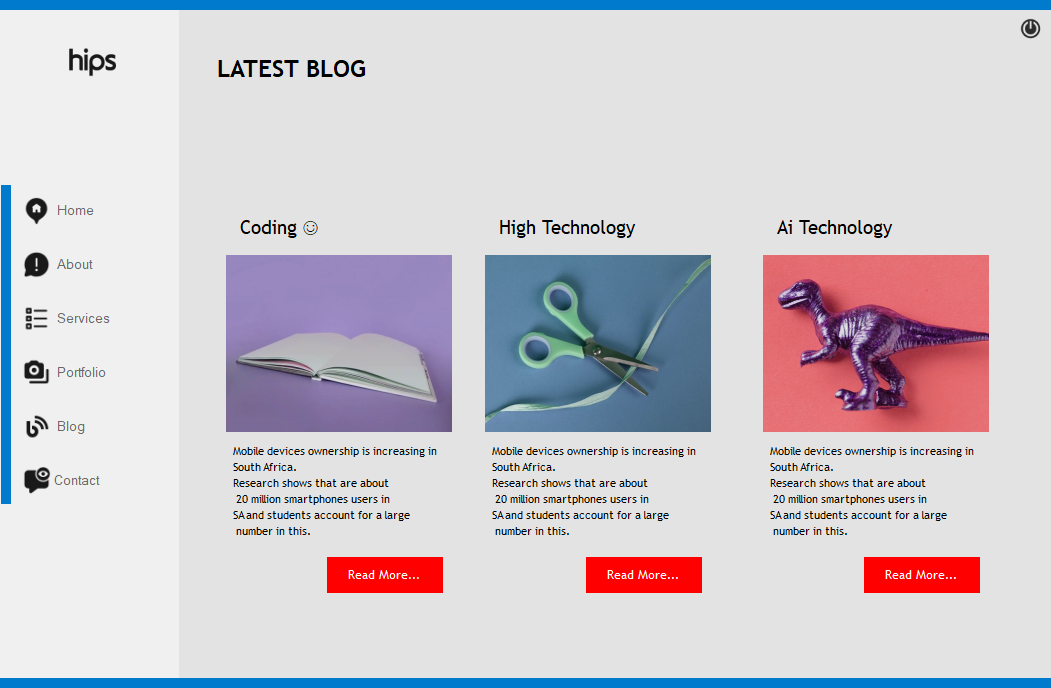 hips
LATEST BLOG
Home
About
Services
Portfolio
Blog
Contact
Coding ☺
Mobile devices ownership is increasing in
South Africa.
Research shows that are about
20 million smartphones users in
SA and students account for a large
number in this.
Read More...
High Technology
Mobile devices ownership is increasing in
South Africa.
Research shows that are about
20 million smartphones users in
SA and students account for a large
number in this.
Read More...
Ai Technology
Mobile devices ownership is increasing in
South Africa.
Research shows that are about
20 million smartphones users in
SA and students account for a large
number in this.
Read More...